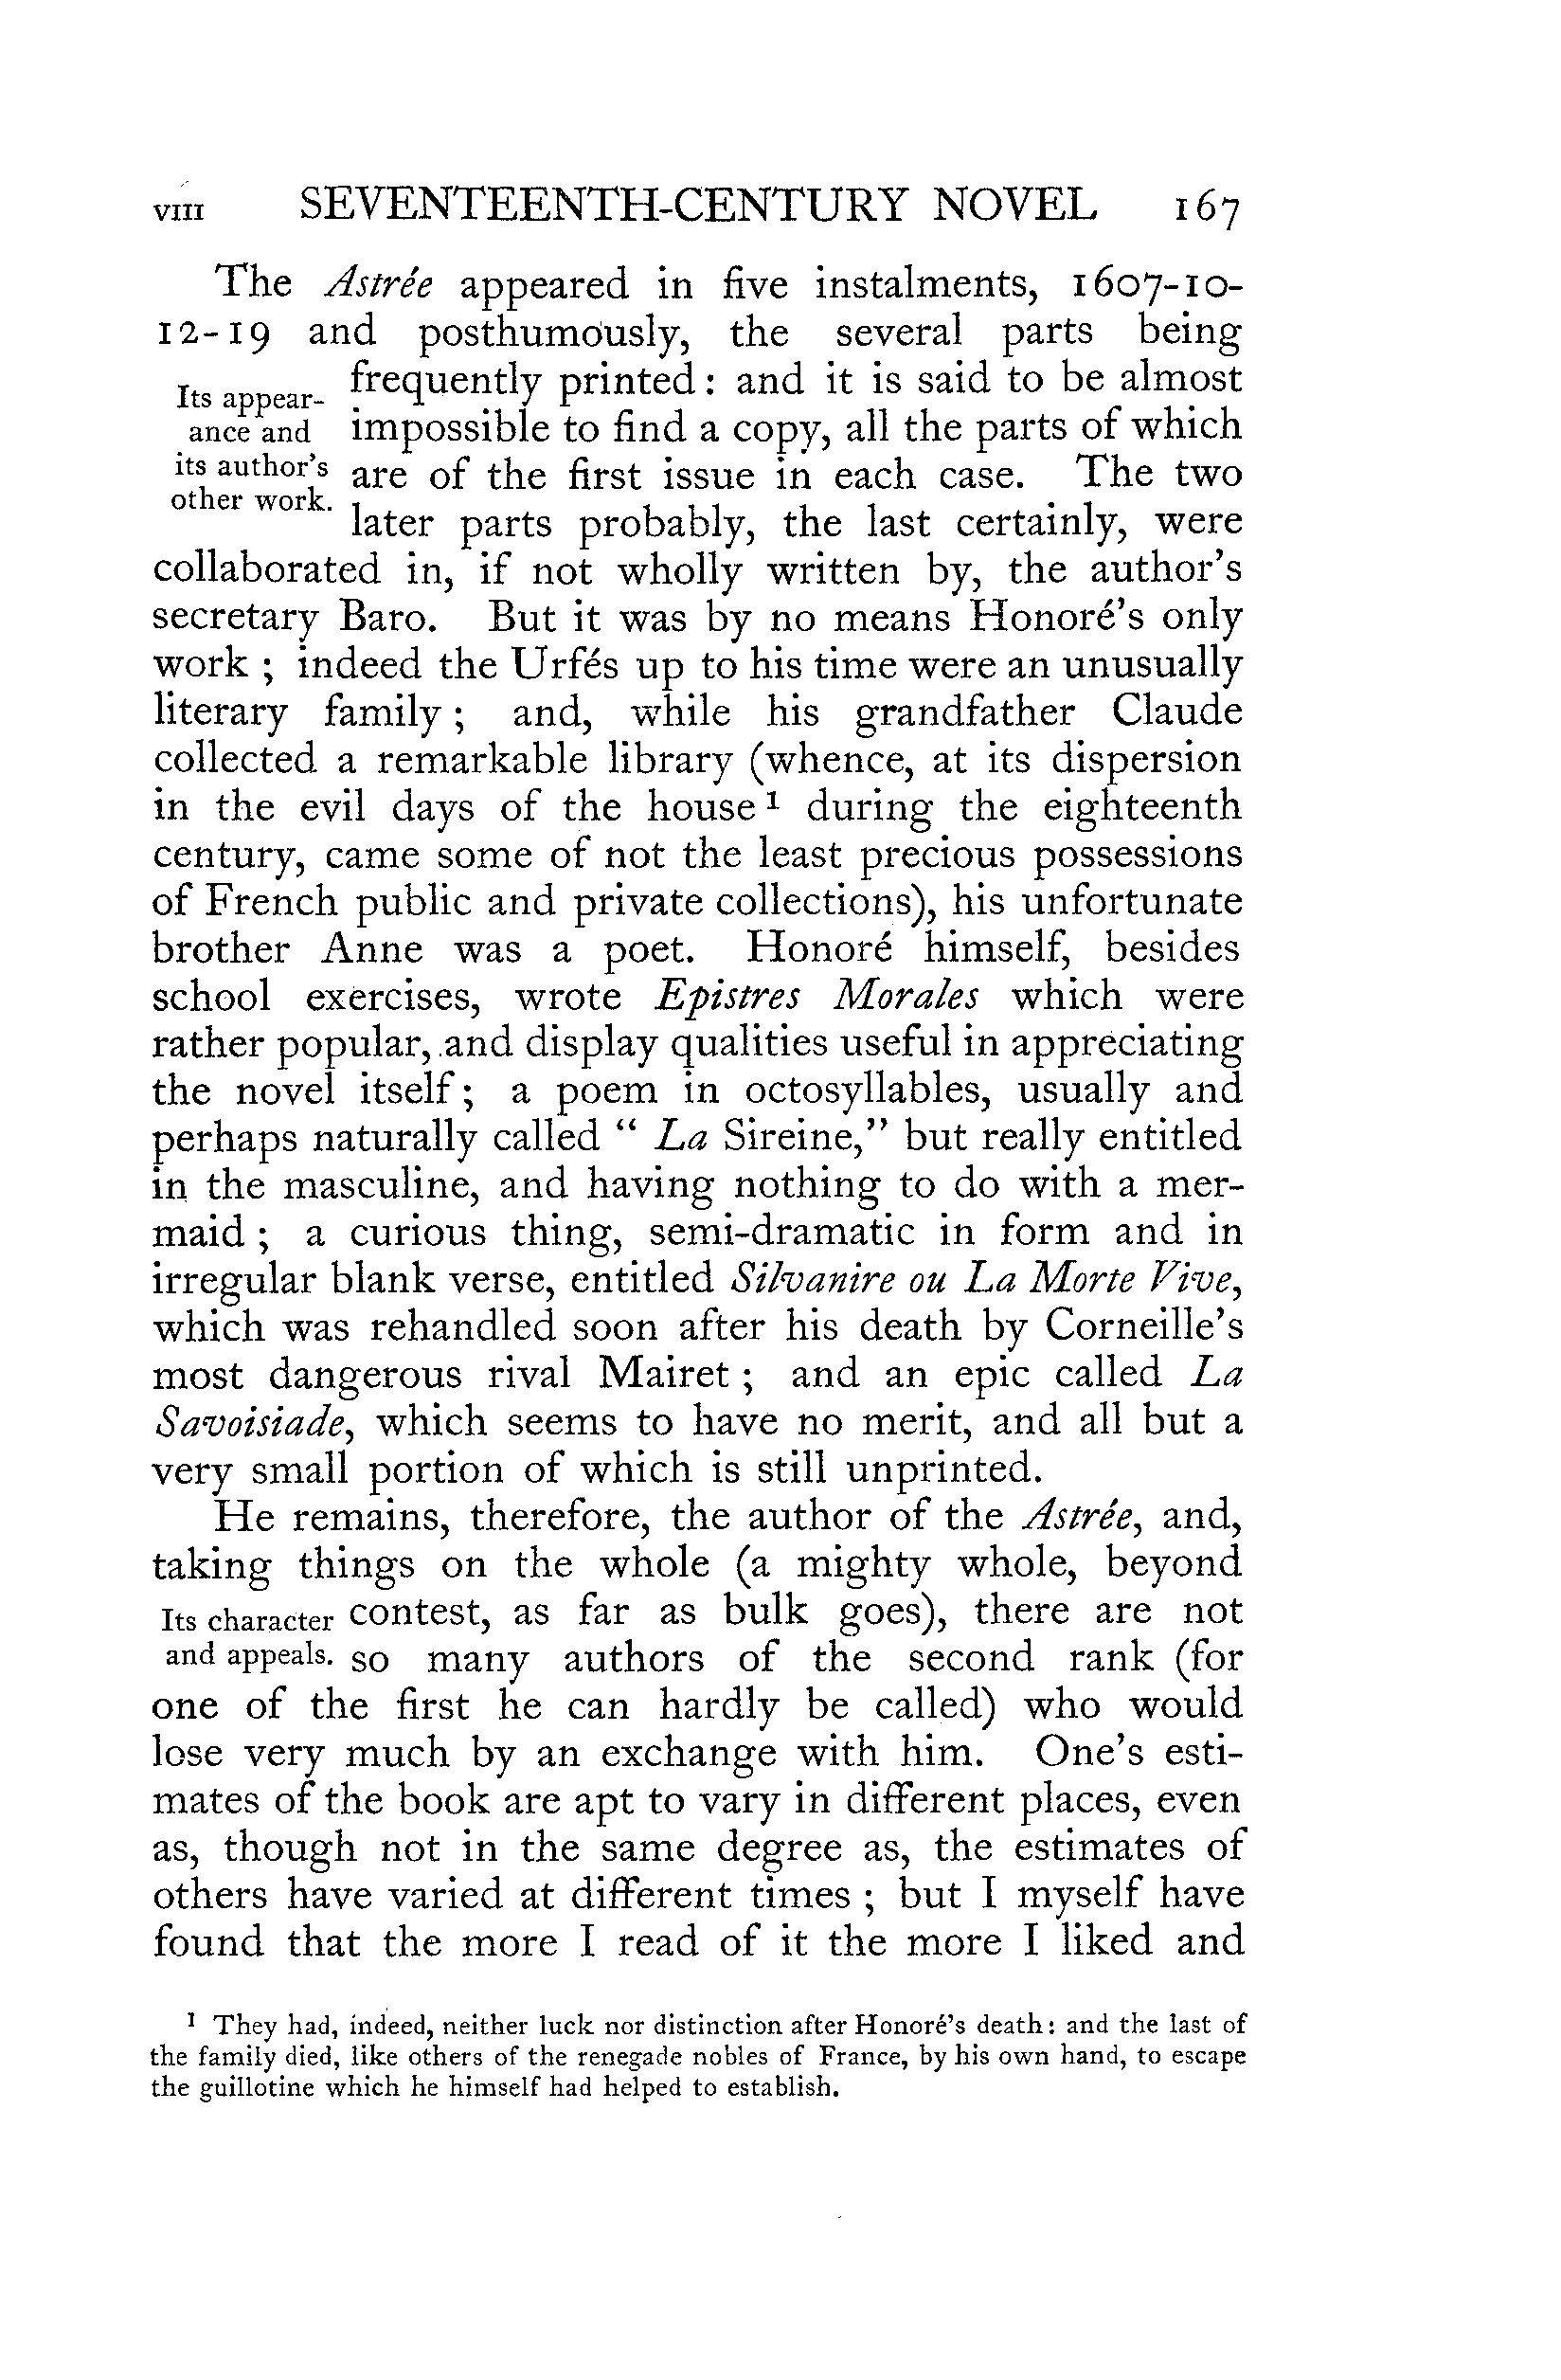 VIII SEVENTEENTH-CENTURY NOVEL 167
The Astrée appeared in five instalments, 1607-10-
12-19 and posthumously, the several parts being
Its appear-
ance and
its author's
other work.
frequently printed : and it is said to be almost
impossible to find a copy, all the parts of which
are of the first issue in each case. The two
later parts probably, the last certainly, were
collaborated in, if not wholly written by, the author's
secretary Baro. But it was by no means Honoré's only
work ; indeed the Urfés up to his time were an unusually
literary family ; and, while his grandfather Claude
collected a remarkable library (whence, at its dispersion
in the evil days of the house ¹ during the eighteenth
century, came some of not the least precious possessions
of French public and private collections), his unfortunate
brother Anne was a poet. Honoré himself, besides
school exercises, wrote Epistres Morales which were
rather popular, and display qualities useful in appreciating
the novel itself ; a poem in octosyllables, usually and
perhaps naturally called “ La Sireine,” but really entitled
in the masculine, and having nothing to do with a mer-
maid ; a curious thing, semi-dramatic in form and in
irregular blank verse, entitled Silvanire ou La Morte Vive,
which was rehandled soon after his death by Corneille's
most dangerous rival Mairet ; and an epic called La
Savoisiade, which seems to have no merit, and all but a
very small portion of which is still unprinted.
He remains, therefore, the author of the Astrée, and,
taking things on the whole (a mighty whole, beyond
Its character
and appeals.
contest, as far as bulk goes), there are not
so many authors of the second rank (for
one of the first he can hardly be called) who would
lose very much by an exchange with him. One's esti-
mates of the book are apt to vary in different places, even
as, though not in the same degree as, the estimates of
others have varied at different times ; but I myself have
found that the more I read of it the more I liked and
¹ They had, indeed, neither luck nor distinction after Honoré's death : and the last of
the family died, like others of the renegade nobles of France, by his own hand, to escape
the guillotine which he himself had helped to establish.